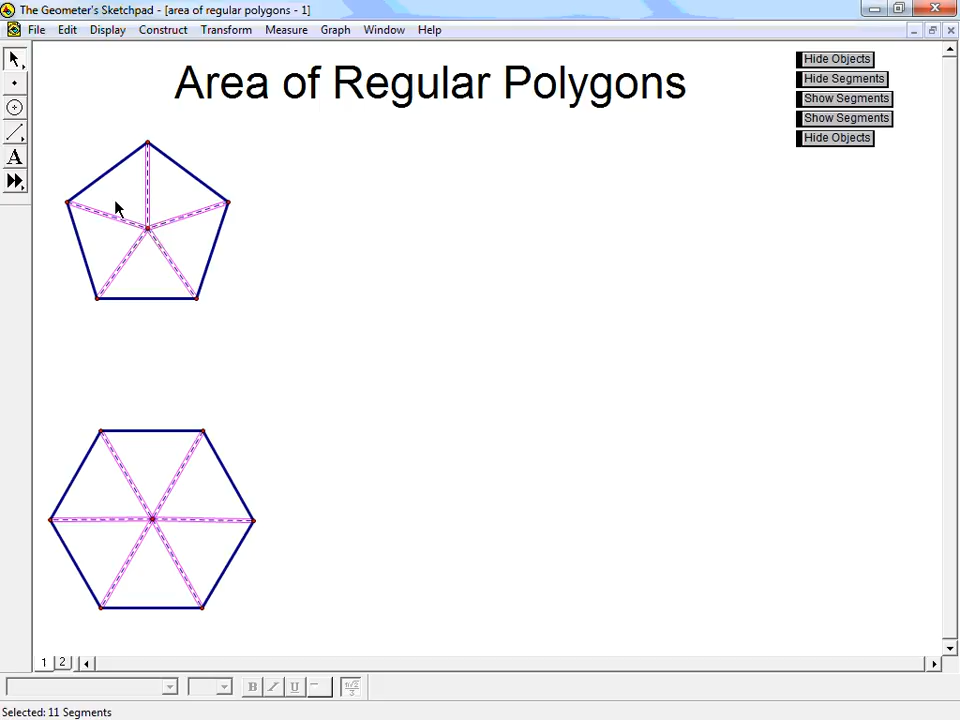 The Geometer's Sketchpad - [area of regular polygons - 1]
File Edit Display Construct Transform Measure Graph Window Help
Area of Regular Polygons
Hide Objects
Hide Segments
Show Segments
Show Segments
Hide Objects
A
1 2
B I U
Selected: 11 Segments